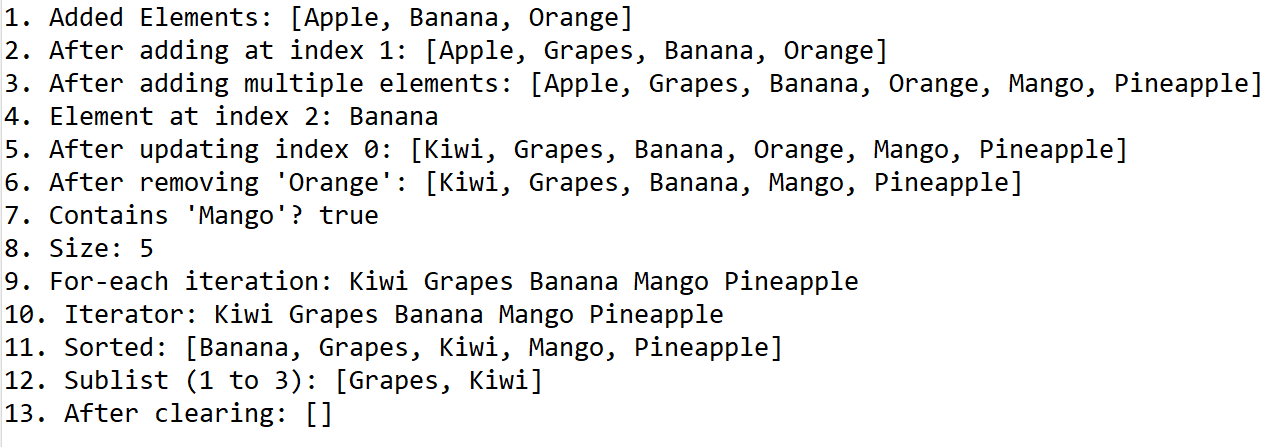 1. Added Elements: [Apple, Banana, Orange]
2. After adding at index 1: [Apple, Grapes, Banana, Orange]
3. After adding multiple elements: [Apple, Grapes, Banana, Orange, Mango, Pineapple]
4. Element at index 2: Banana
5. After updating index 0: [Kiwi, Grapes, Banana, Orange, Mango, Pineapple]
6. After removing 'Orange': [Kiwi, Grapes, Banana, Mango, Pineapple]
7. Contains 'Mango'? true
8. Size: 5
9. For-each iteration: Kiwi Grapes Banana Mango Pineapple
10. Iterator: Kiwi Grapes Banana Mango Pineapple
11. Sorted: [Banana, Grapes, Kiwi, Mango, Pineapple]
12. Sublist (1 to 3): [Grapes, Kiwi]
13. After clearing: []